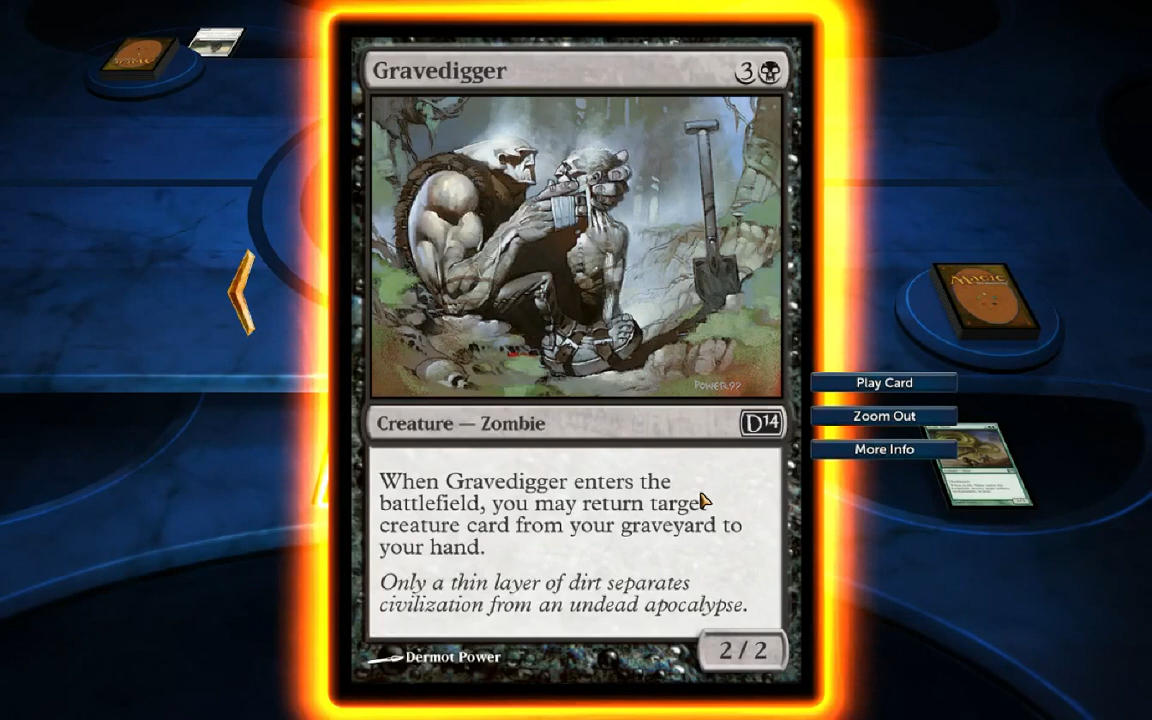 Gravedigger 3
POWER97
Creature — Zombie D14
When Gravedigger enters the
battlefield, you may return target
creature card from your graveyard to
your hand.
Only a thin layer of dirt separates
civilization from an undead apocalypse.
2 / 2
Dermot Power
MAGIC
Play Card
Zoom Out
More Info